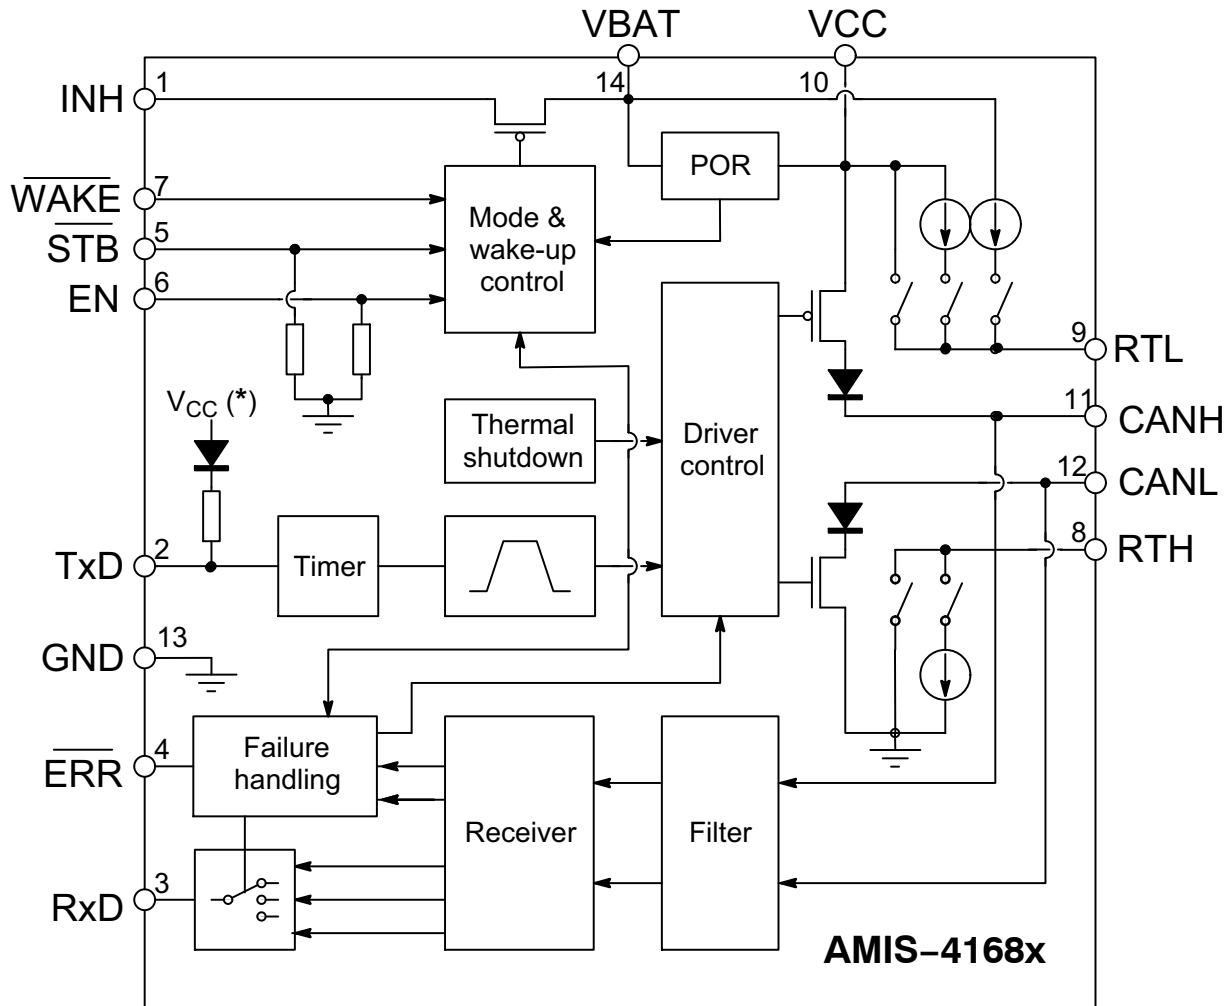 VBAT VCC
1 14 10
INH
POR
7
WAKE
5
STB
6
EN
Mode &
wake-up
control
9
RTL
V_CC (*)
11
CANH
Thermal
shutdown
Driver
control
12
CANL
8
RTH
2
TxD
Timer
13
GND
4
ERR
Failure
handling
Receiver
Filter
3
RxD
AMIS–4168x